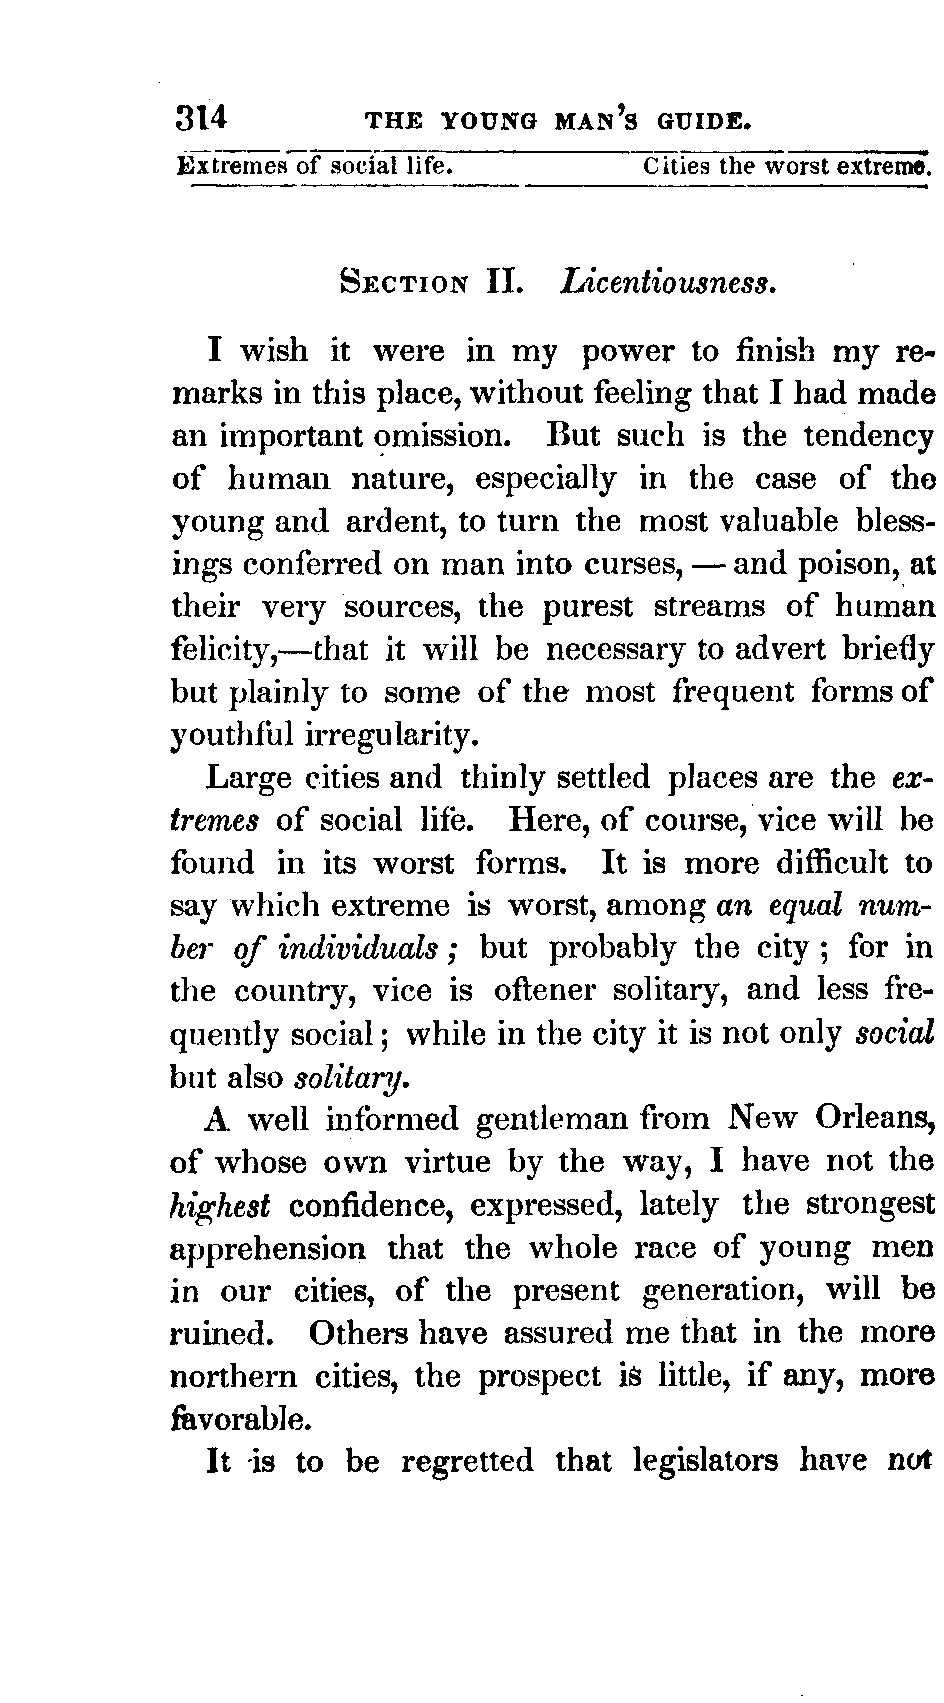 314 THE YOUNG MAN'S GUIDE.
Extremes of social life. Cities the worst extreme.
SECTION II. Licentiousness.
I wish it were in my power to finish my re-
marks in this place, without feeling that I had made
an important omission. But such is the tendency
of human nature, especially in the case of the
young and ardent, to turn the most valuable bless-
ings conferred on man into curses, — and poison, at
their very sources, the purest streams of human
felicity,—that it will be necessary to advert briefly
but plainly to some of the most frequent forms of
youthful irregularity.
Large cities and thinly settled places are the ex-
tremes of social life. Here, of course, vice will be
found in its worst forms. It is more difficult to
say which extreme is worst, among an equal num-
ber of individuals ; but probably the city ; for in
the country, vice is oftener solitary, and less fre-
quently social ; while in the city it is not only social
but also solitary.
A well informed gentleman from New Orleans,
of whose own virtue by the way, I have not the
highest confidence, expressed, lately the strongest
apprehension that the whole race of young men
in our cities, of the present generation, will be
ruined. Others have assured me that in the more
northern cities, the prospect is little, if any, more
favorable.
It is to be regretted that legislators have not